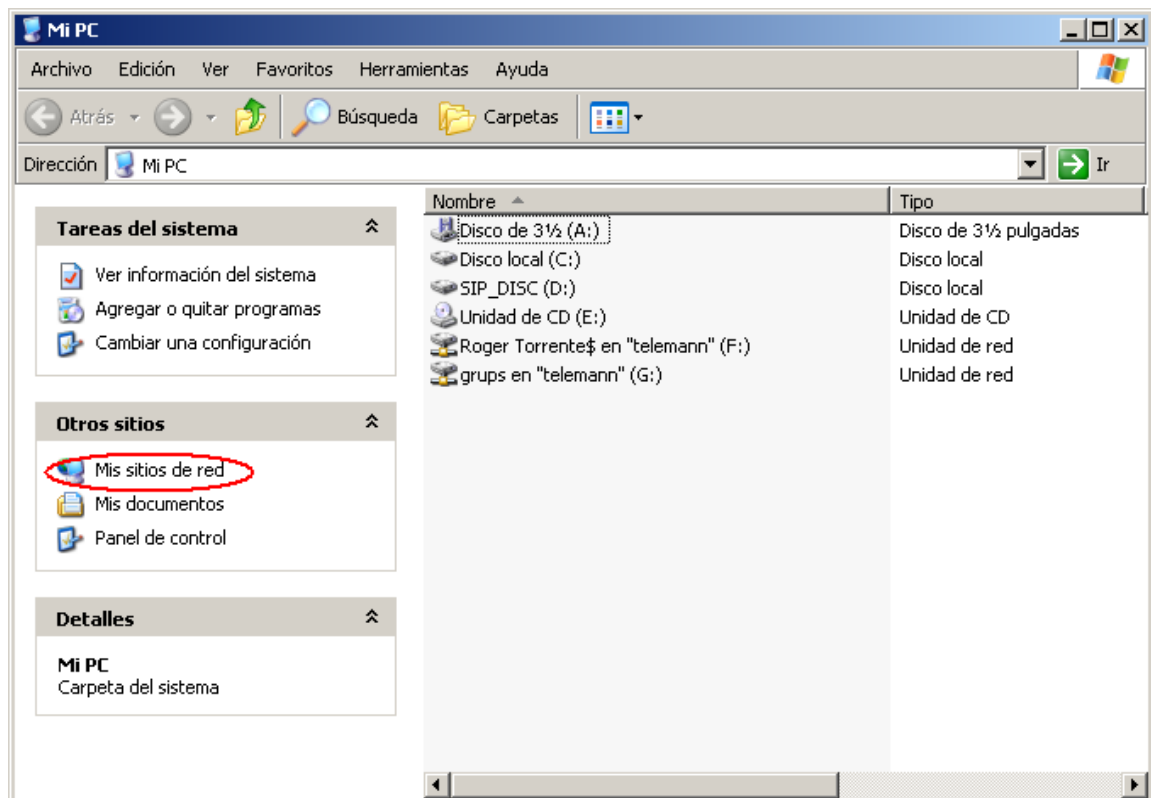 Mi PC
Archivo Edición Ver Favoritos Herramientas Ayuda
Atrás Búsqueda Carpetas
Dirección Mi PC Ir
Tareas del sistema
Ver información del sistema
Agregar o quitar programas
Cambiar una configuración
Otros sitios
Mis sitios de red
Mis documentos
Panel de control
Detalles
Mi PC
Carpeta del sistema
Nombre Tipo
Disco de 3½ (A:) Disco de 3½ pulgadas
Disco local (C:) Disco local
SIP_DISC (D:) Disco local
Unidad de CD (E:) Unidad de CD
Roger Torrente$ en "telemann" (F:) Unidad de red
grups en "telemann" (G:) Unidad de red